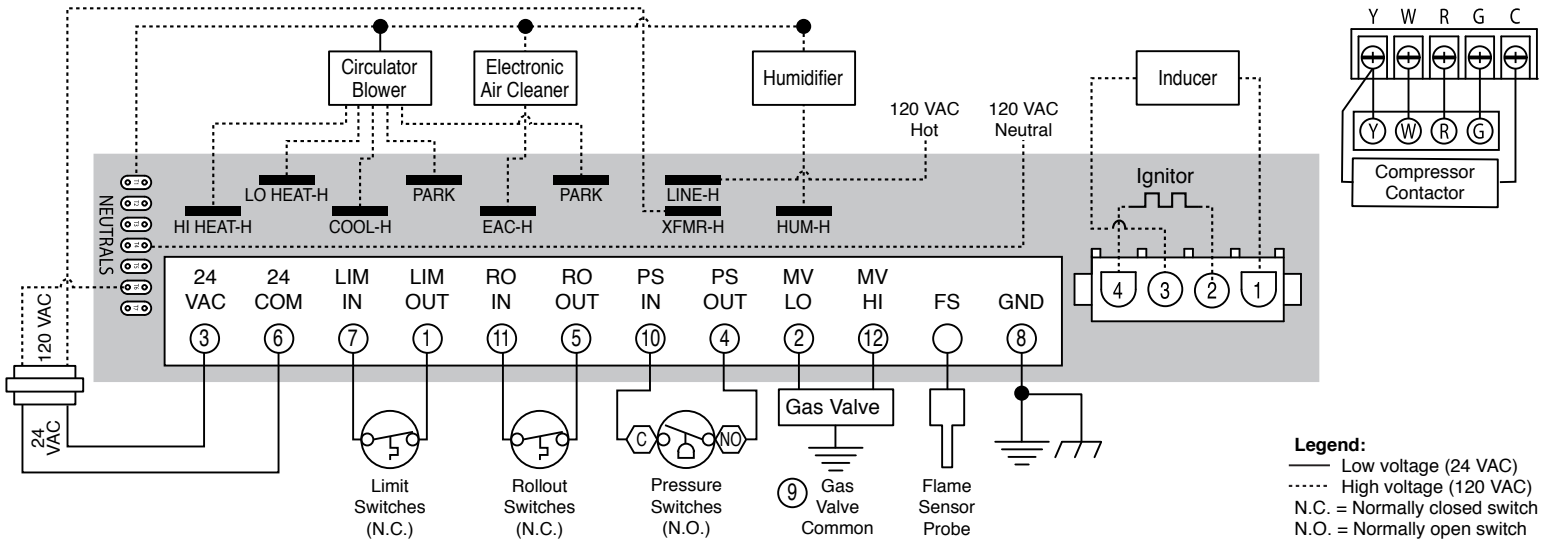 Y W R G C
Circulator
Blower
Electronic
Air Cleaner
Humidifier
Inducer
120 VAC
Hot
120 VAC
Neutral
Y W R G
Compressor
Contactor
NEUTRALS
LO HEAT-H
PARK
PARK
LINE-H
HI HEAT-H
COOL-H
EAC-H
XFMR-H
HUM-H
Ignitor
4 3 2 1
24
VAC
3
24
COM
6
LIM
IN
7
LIM
OUT
1
RO
IN
11
RO
OUT
5
PS
IN
10
PS
OUT
4
MV
LO
2
MV
HI
12
FS
GND
8
120 VAC
24
VAC
C
NO
Gas Valve
Limit
Switches
(N.C.)
Rollout
Switches
(N.C.)
Pressure
Switches
(N.O.)
9
Gas
Valve
Common
Flame
Sensor
Probe
Legend:
Low voltage (24 VAC)
High voltage (120 VAC)
N.C. = Normally closed switch
N.O. = Normally open switch